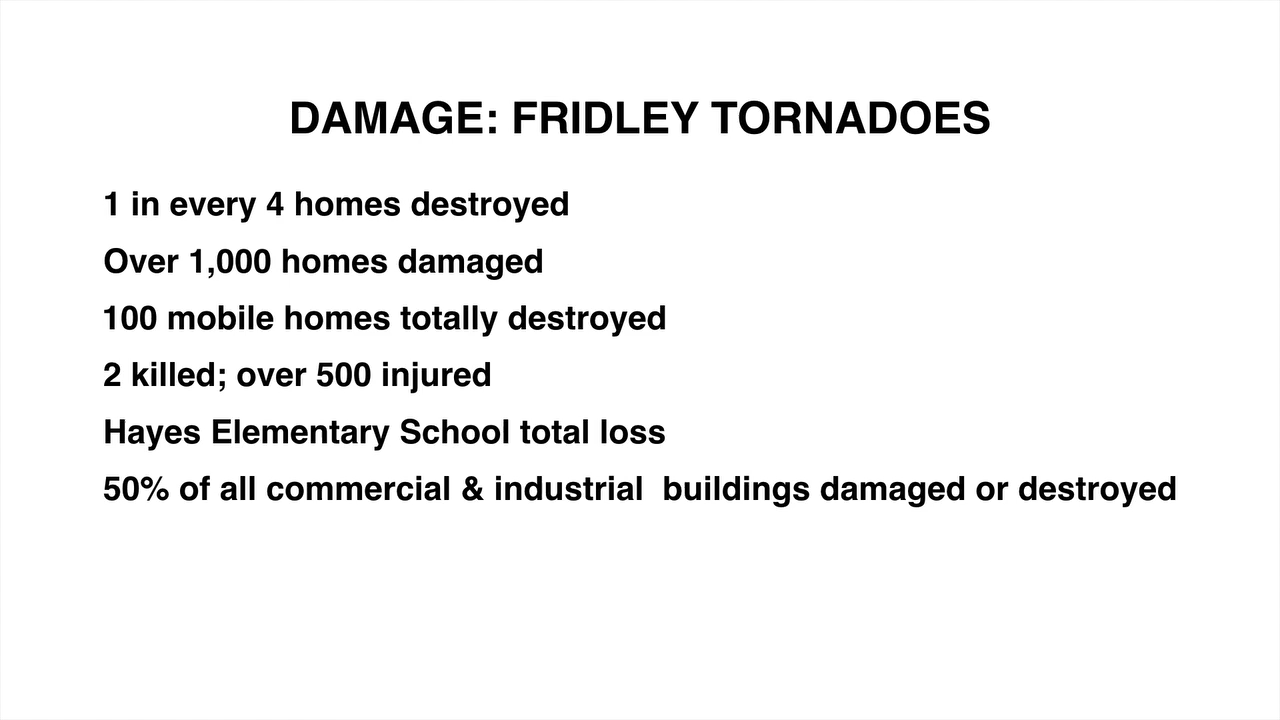 DAMAGE: FRIDLEY TORNADOES
1 in every 4 homes destroyed
Over 1,000 homes damaged
100 mobile homes totally destroyed
2 killed; over 500 injured
Hayes Elementary School total loss
50% of all commercial & industrial  buildings damaged or destroyed